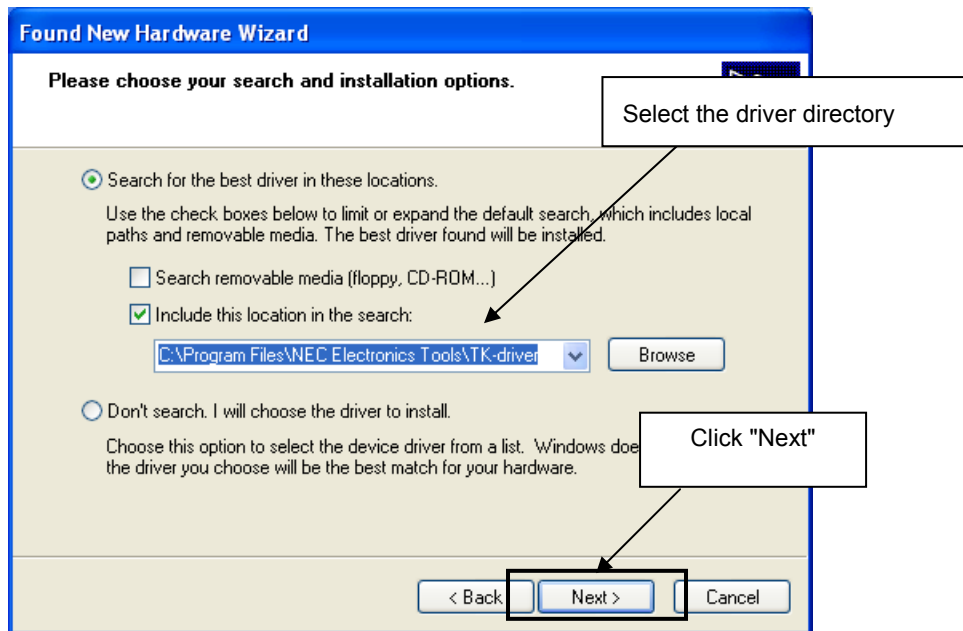 Found New Hardware Wizard
Please choose your search and installation options.
Select the driver directory
Search for the best driver in these locations.
Use the check boxes below to limit or expand the default search, which includes local
paths and removable media. The best driver found will be installed.
Search removable media (floppy, CD-ROM...)
Include this location in the search:
C:\Program Files\NEC Electronics Tools\TK-driver
Browse
Don't search. I will choose the driver to install.
Choose this option to select the device driver from a list. Windows doe
the driver you choose will be the best match for your hardware.
Click "Next"
< Back
Next >
Cancel